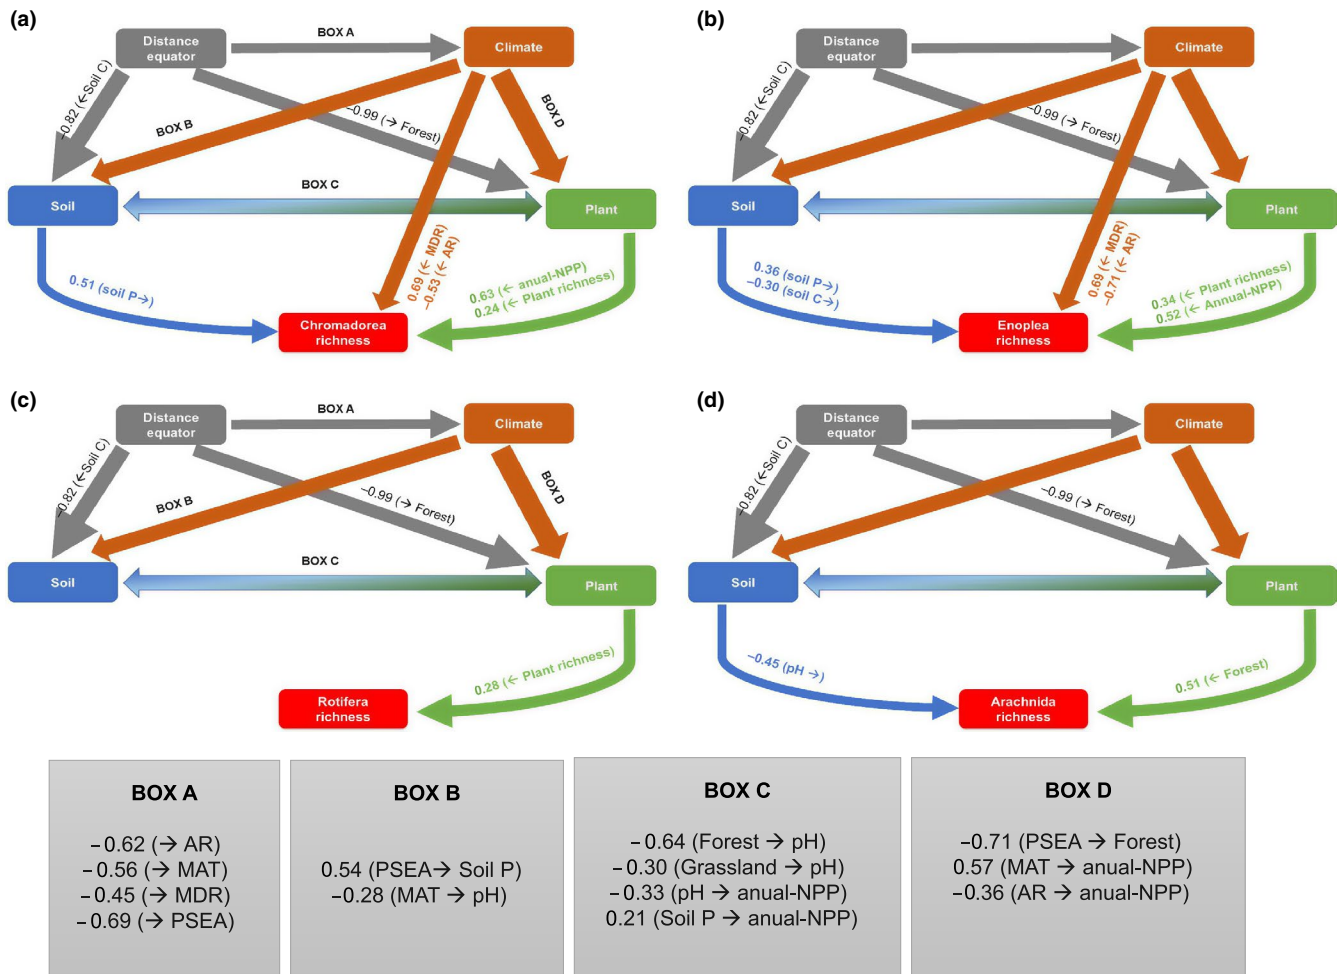 (a)
Distance
equator
BOX A
Climate
−0.82 (←Soil C)
BOX B
−0.99 (→ Forest)
BOX D
Soil
BOX C
Plant
0.51 (soil P→)
0.69 (← MDR)
−0.53 (← AR)
0.63 (← anual-NPP)
0.24 (← Plant richness)
Chromadorea
richness
(b)
Distance
equator
Climate
−0.82 (←Soil C)
−0.99 (→ Forest)
Soil
Plant
0.36 (soil P→)
−0.30 (soil C→)
0.69 (← MDR)
−0.71 (← AR)
0.34 (← Plant richness)
0.52 (← Annual-NPP)
Enoplea
richness
(c)
Distance
equator
BOX A
Climate
−0.82 (←Soil C)
BOX B
−0.99 (→ Forest)
BOX D
Soil
BOX C
Plant
0.28 (← Plant richness)
Rotifera
richness
(d)
Distance
equator
Climate
−0.82 (←Soil C)
−0.99 (→ Forest)
Soil
Plant
−0.45 (pH →)
0.51 (← Forest)
Arachnida
richness
BOX A
−0.62 (→ AR)
−0.56 (→ MAT)
−0.45 (→ MDR)
−0.69 (→ PSEA)
BOX B
0.54 (PSEA→ Soil P)
−0.28 (MAT → pH)
BOX C
−0.64 (Forest → pH)
−0.30 (Grassland → pH)
−0.33 (pH → anual-NPP)
0.21 (Soil P → anual-NPP)
BOX D
−0.71 (PSEA → Forest)
0.57 (MAT → anual-NPP)
−0.36 (AR → anual-NPP)